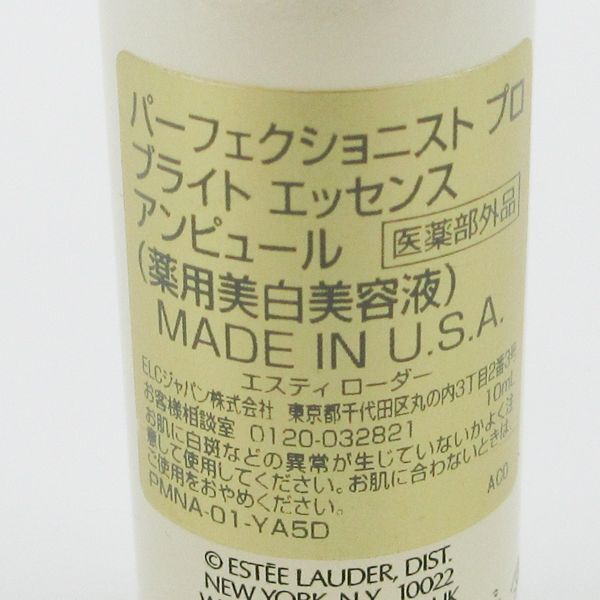 パーフェクショニスト プロ
ブライト エッセンス
アンピュール 医薬部外品
(薬用美白美容液)
MADE IN U.S.A.
エスティ ローダー
ELCジャパン株式会社 東京都千代田区丸の内3丁目2番3号
お客様相談室 0120-032821 10mL
お肌に白斑などの異常が生じていないかよく注
意して使用してください。お肌に合わないときは、
ご使用をおやめください。
PMNA-01-YA5D A00
© ESTÉE LAUDER, DIST.
NEW YORK, N.Y. 10022